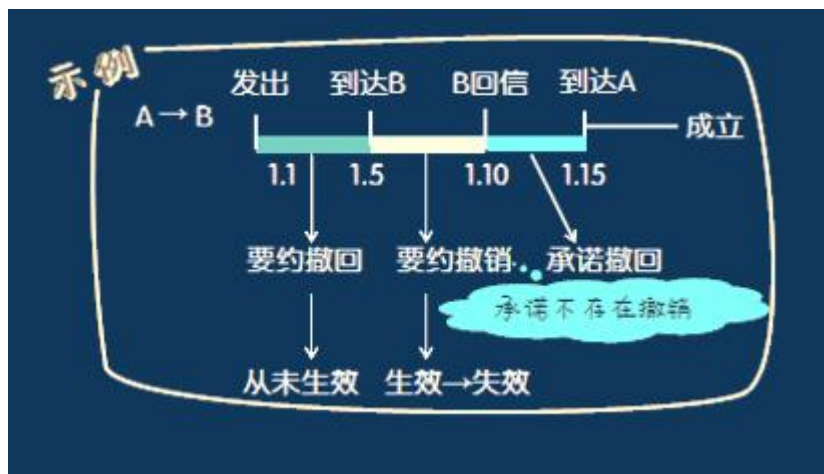 示例
发出 到达B B回信 到达A
A→B
成立
1.1 1.5 1.10 1.15
要约撤回 要约撤销 承诺撤回
承诺不存在撤销
从未生效 生效→失效